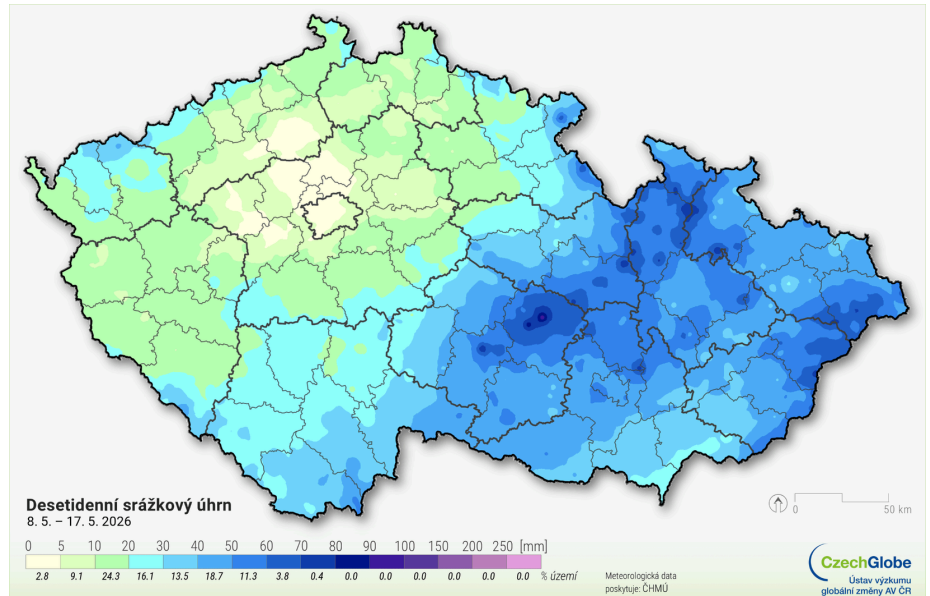 Desetidenní srážkový úhrn
8. 5. – 17. 5. 2026
0 5 10 20 30 40 50 60 70 80 90 100 150 200 250 [mm]
2.8 9.1 24.3 16.1 13.5 18.7 11.3 3.8 0.4 0.0 0.0 0.0 0.0 0.0 0.0 % území
Meteorologická data
poskytuje: ČHMÚ
0 50 km
CzechGlobe
Ústav výzkumu
globální změny AV ČR